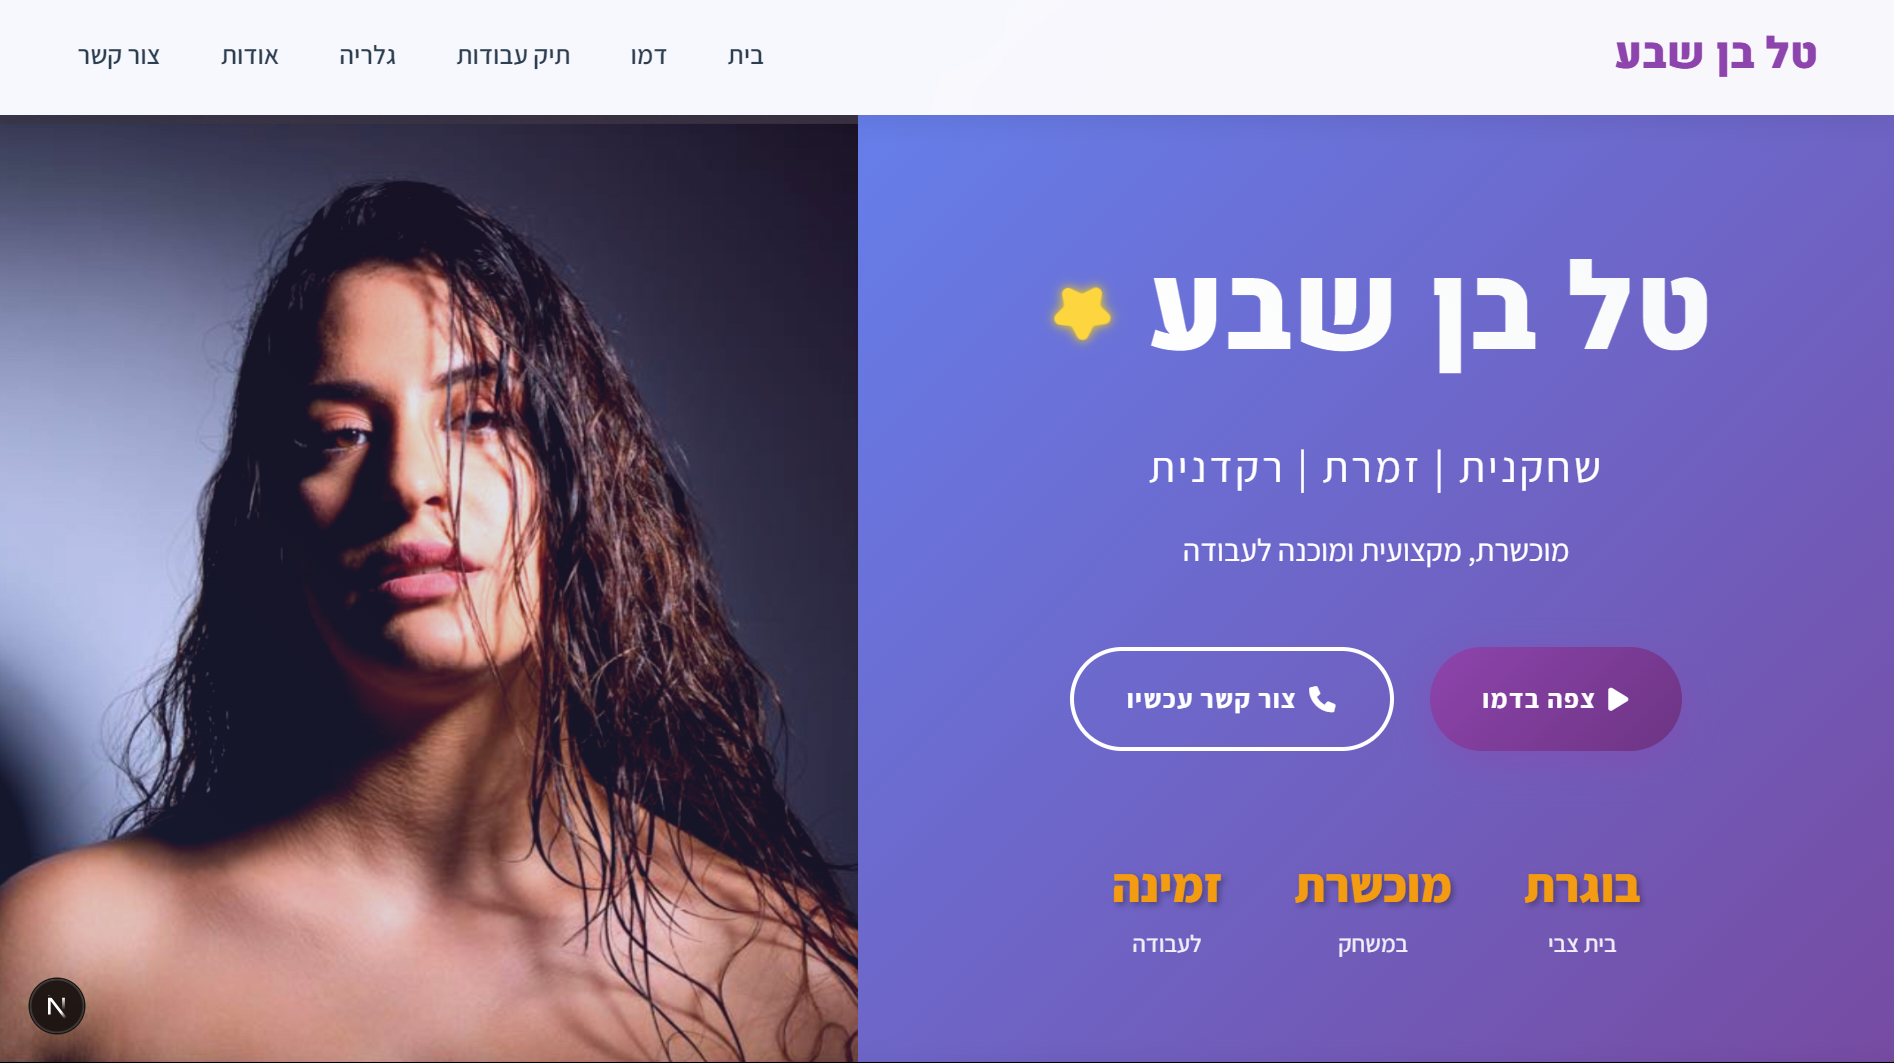 טל בן שבע
בית
דמו
תיק עבודות
גלריה
אודות
צור קשר
טל בן שבע
שחקנית | זמרת | רקדנית
מוכשרת, מקצועית ומוכנה לעבודה
צפה בדמו
צור קשר עכשיו
בוגרת
בית צבי
מוכשרת
במשחק
זמינה
לעבודה
N